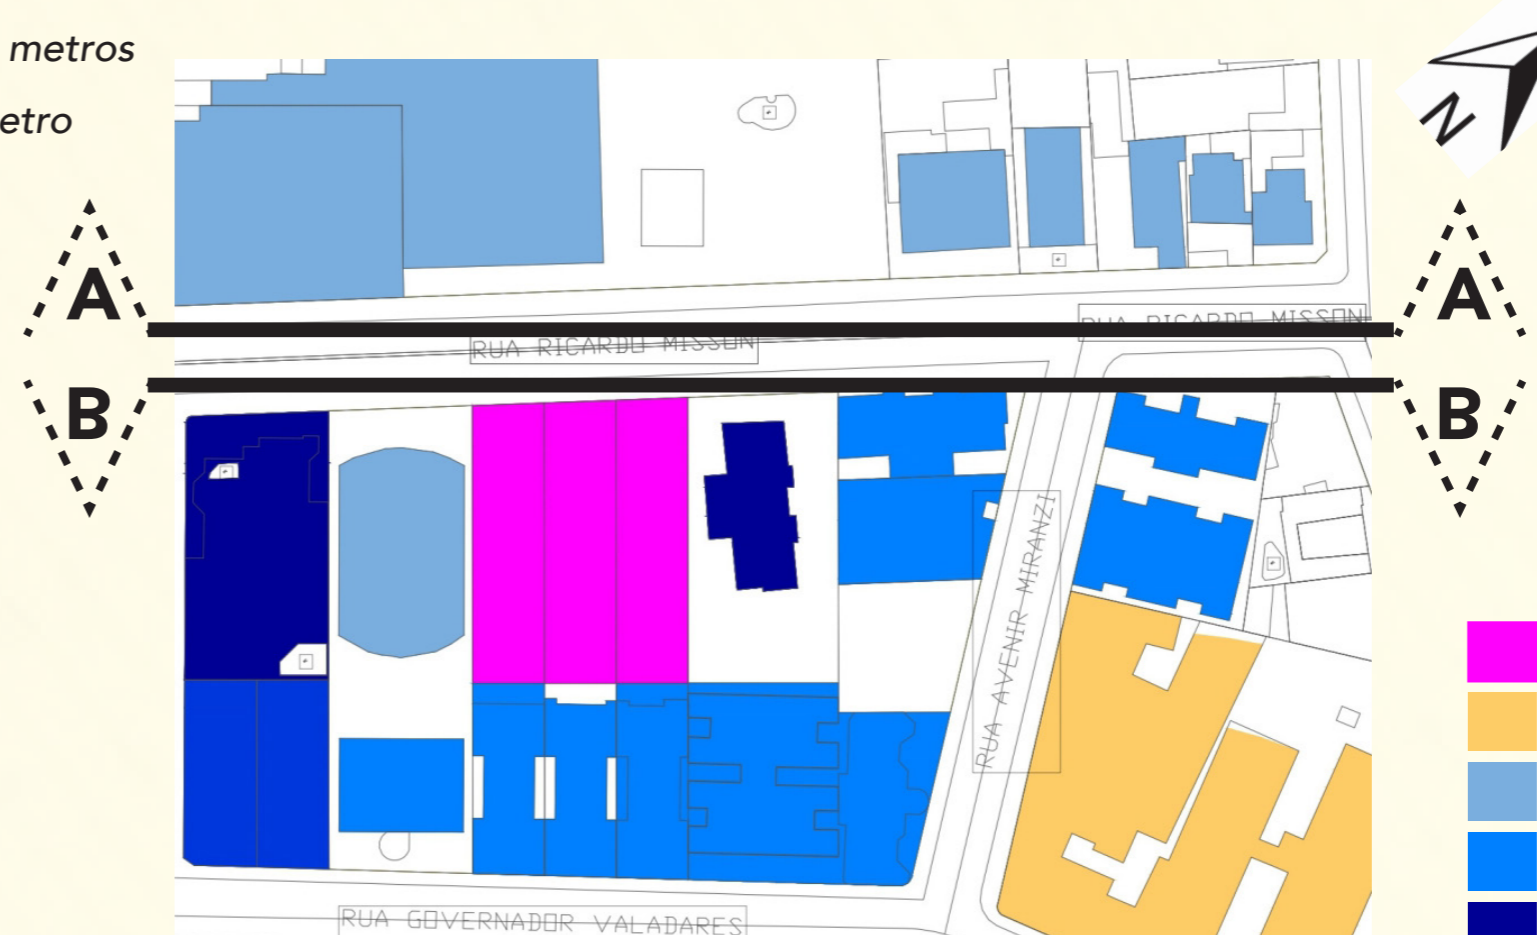 metros
etro
N
A
A
RUA RICARDO MISSON
RUA RICARDO MISSON
B
B
RUA AVENIR MIRANZI
RUA GOVERNADOR VALADARES